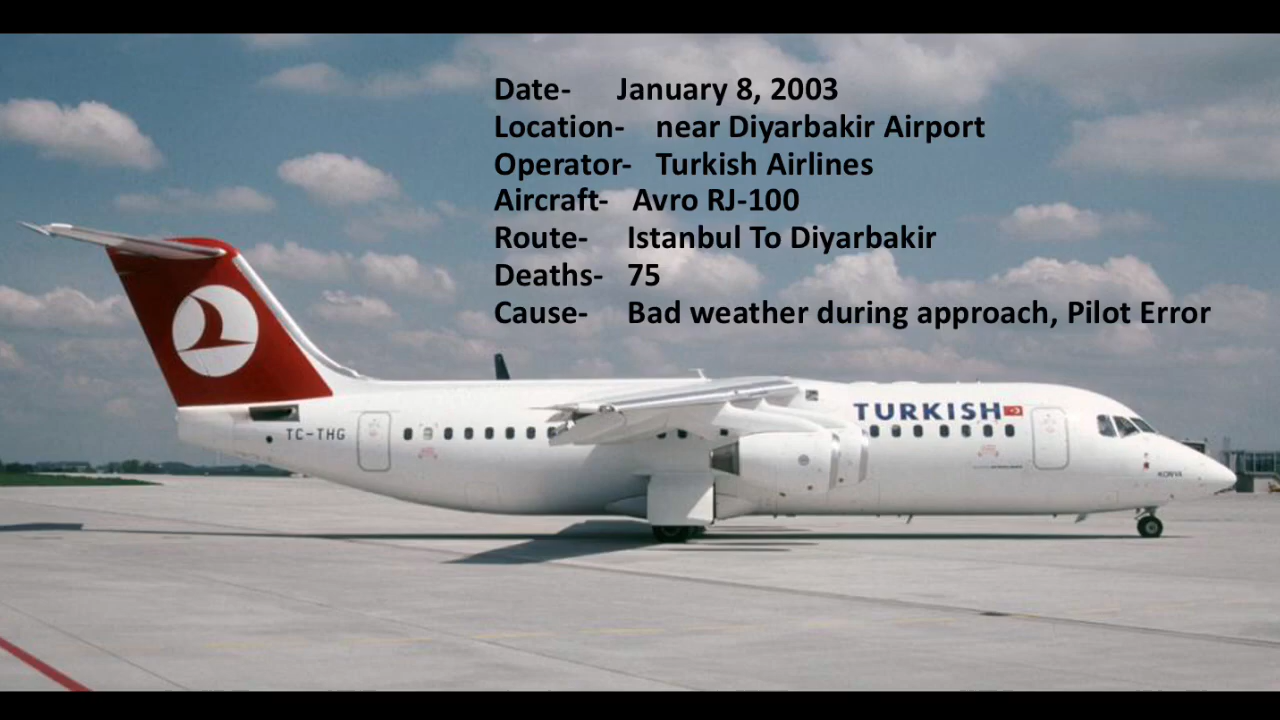 Date- January 8, 2003
Location- near Diyarbakir Airport
Operator- Turkish Airlines
Aircraft- Avro RJ-100
Route- Istanbul To Diyarbakir
Deaths- 75
Cause- Bad weather during approach, Pilot Error
TURKISH
TC-THG
KONYA